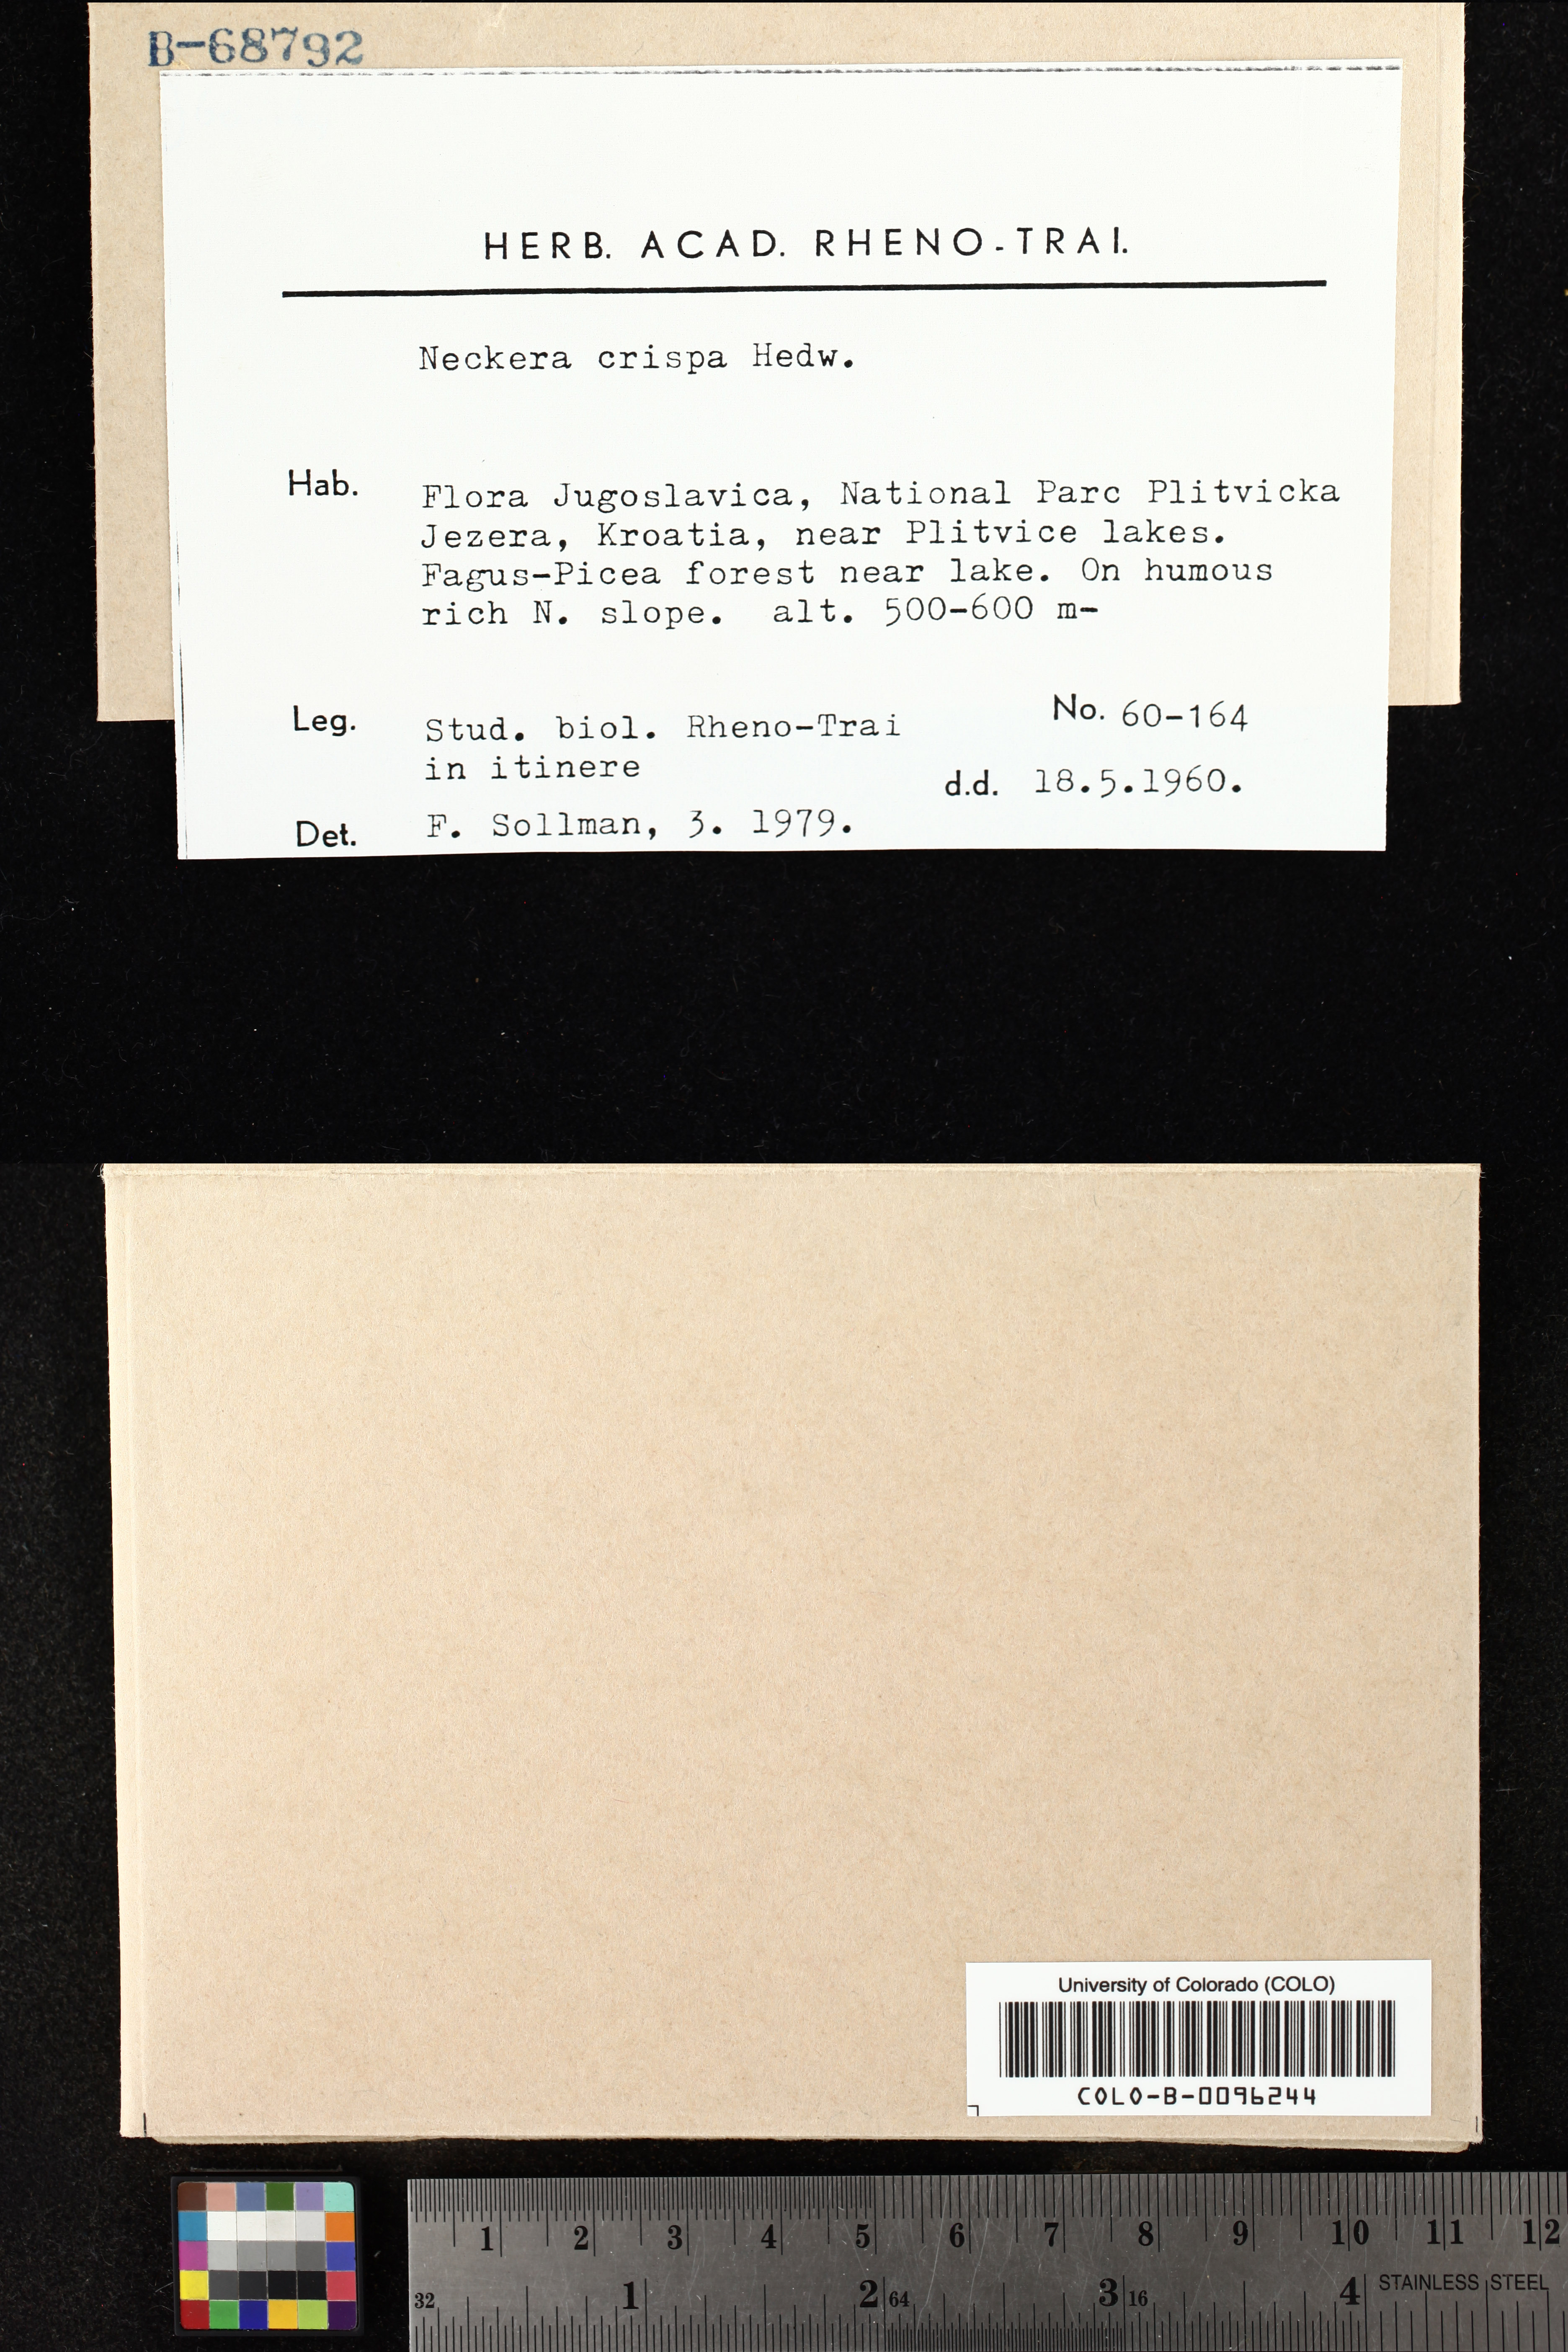 B-68792
HERB. ACAD. RHENO-TRAI.
Neckera crispa Hedw.
Hab. Flora Jugoslavica, National Parc Plitvicka
Jezera, Kroatia, near Plitvice lakes.
Fagus-Picea forest near lake. On humous
rich N. slope. alt. 500-600 m-
Leg. Stud. biol. Rheno-Trai No. 60-164
in itinere
d.d. 18.5.1960.
Det. F. Sollman, 3. 1979.
University of Colorado (COLO)
COLO-B-0096244
1 2 3 4 5 6 7 8 9 10 11 12
32 1 2 64 3 16 4 STAINLESS STEEL